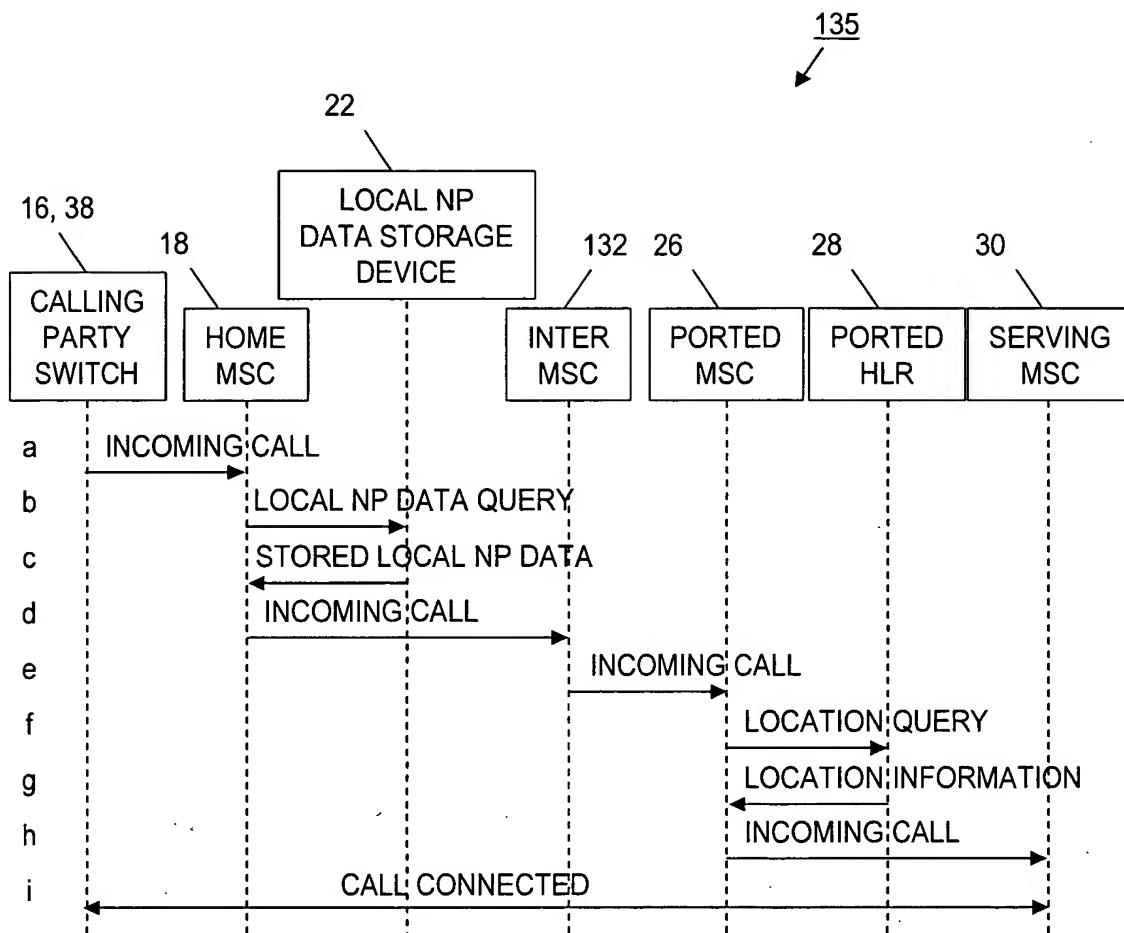 135
22
LOCAL NP
DATA STORAGE
DEVICE
16, 38
CALLING
PARTY
SWITCH
18
HOME
MSC
132
INTER
MSC
26
PORTED
MSC
28
PORTED
HLR
30
SERVING
MSC
a INCOMING CALL
b LOCAL NP DATA QUERY
c STORED LOCAL NP DATA
d INCOMING CALL
e INCOMING CALL
f LOCATION QUERY
g LOCATION INFORMATION
h INCOMING CALL
i CALL CONNECTED